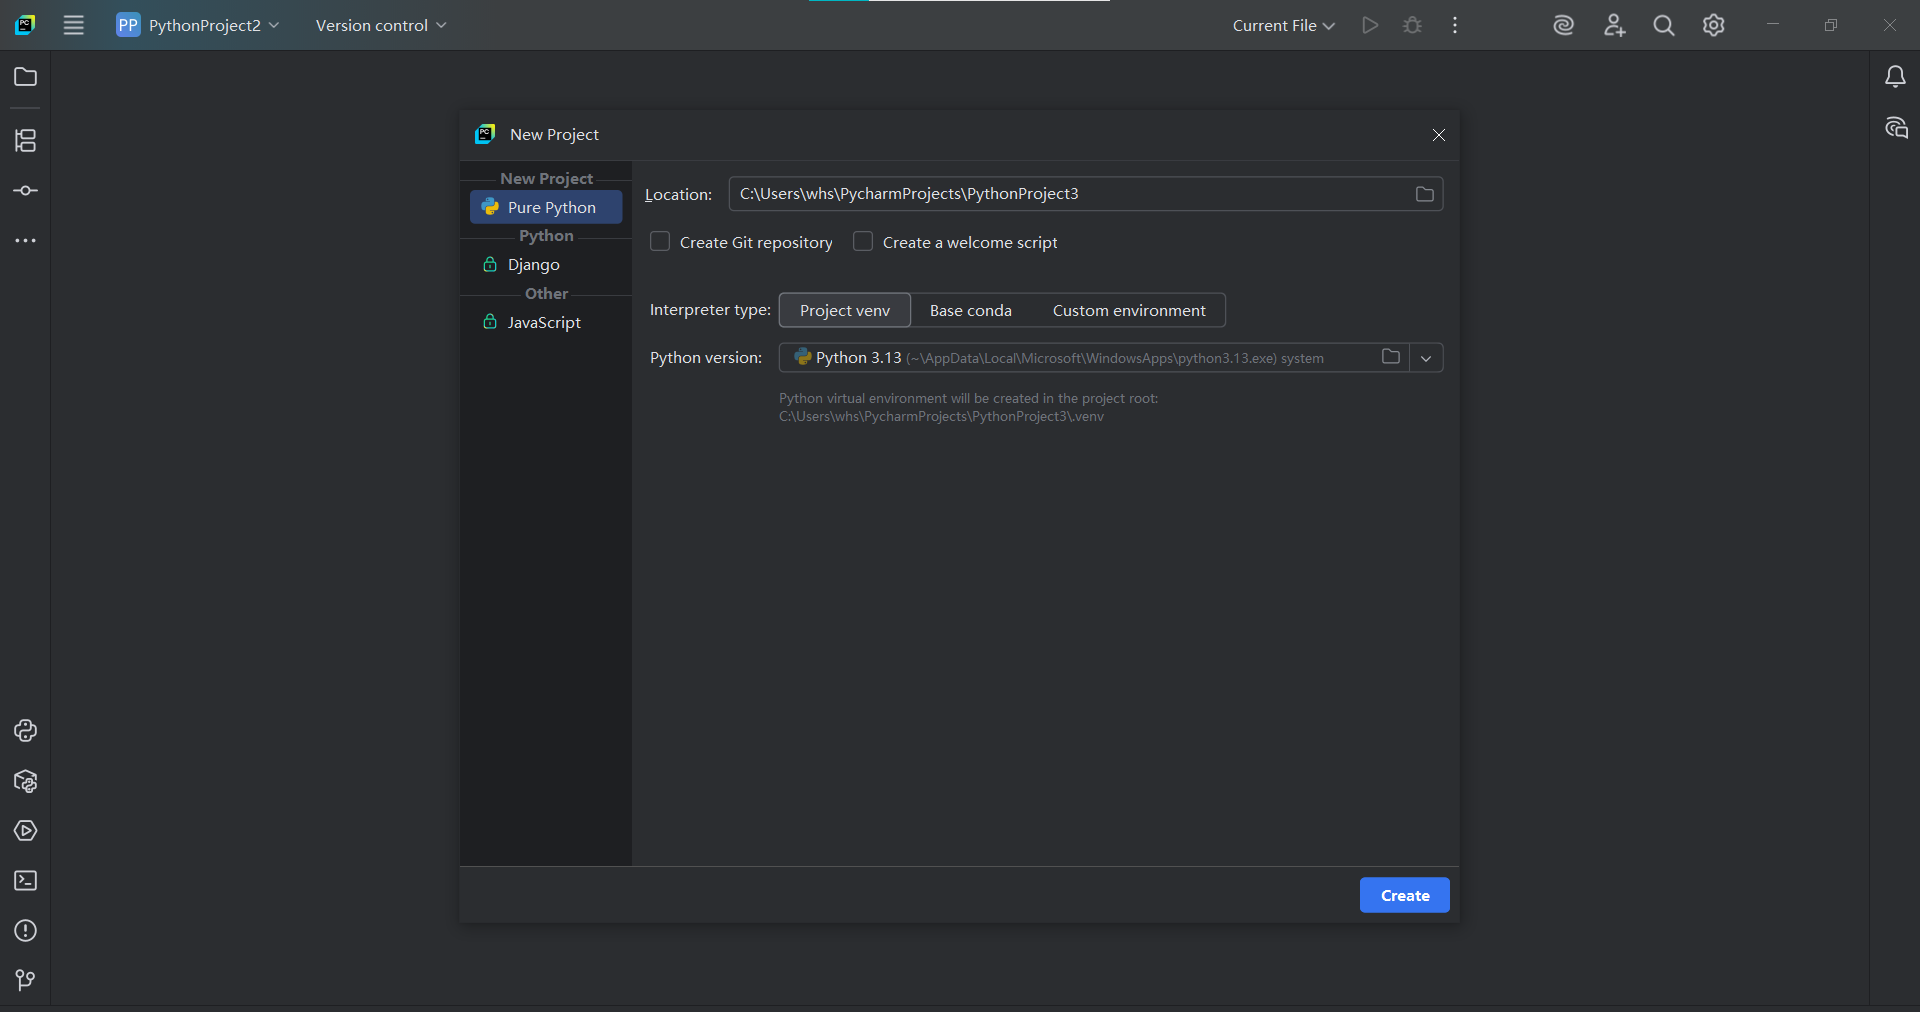 PP PythonProject2 Version control Current File
New Project
New Project
Pure Python
Python
Django
Other
JavaScript
Location: C:\Users\whs\PycharmProjects\PythonProject3
Create Git repository Create a welcome script
Interpreter type: Project venv Base conda Custom environment
Python version: Python 3.13 (~\AppData\Local\Microsoft\WindowsApps\python3.13.exe) system
Python virtual environment will be created in the project root:
C:\Users\whs\PycharmProjects\PythonProject3\.venv
Create